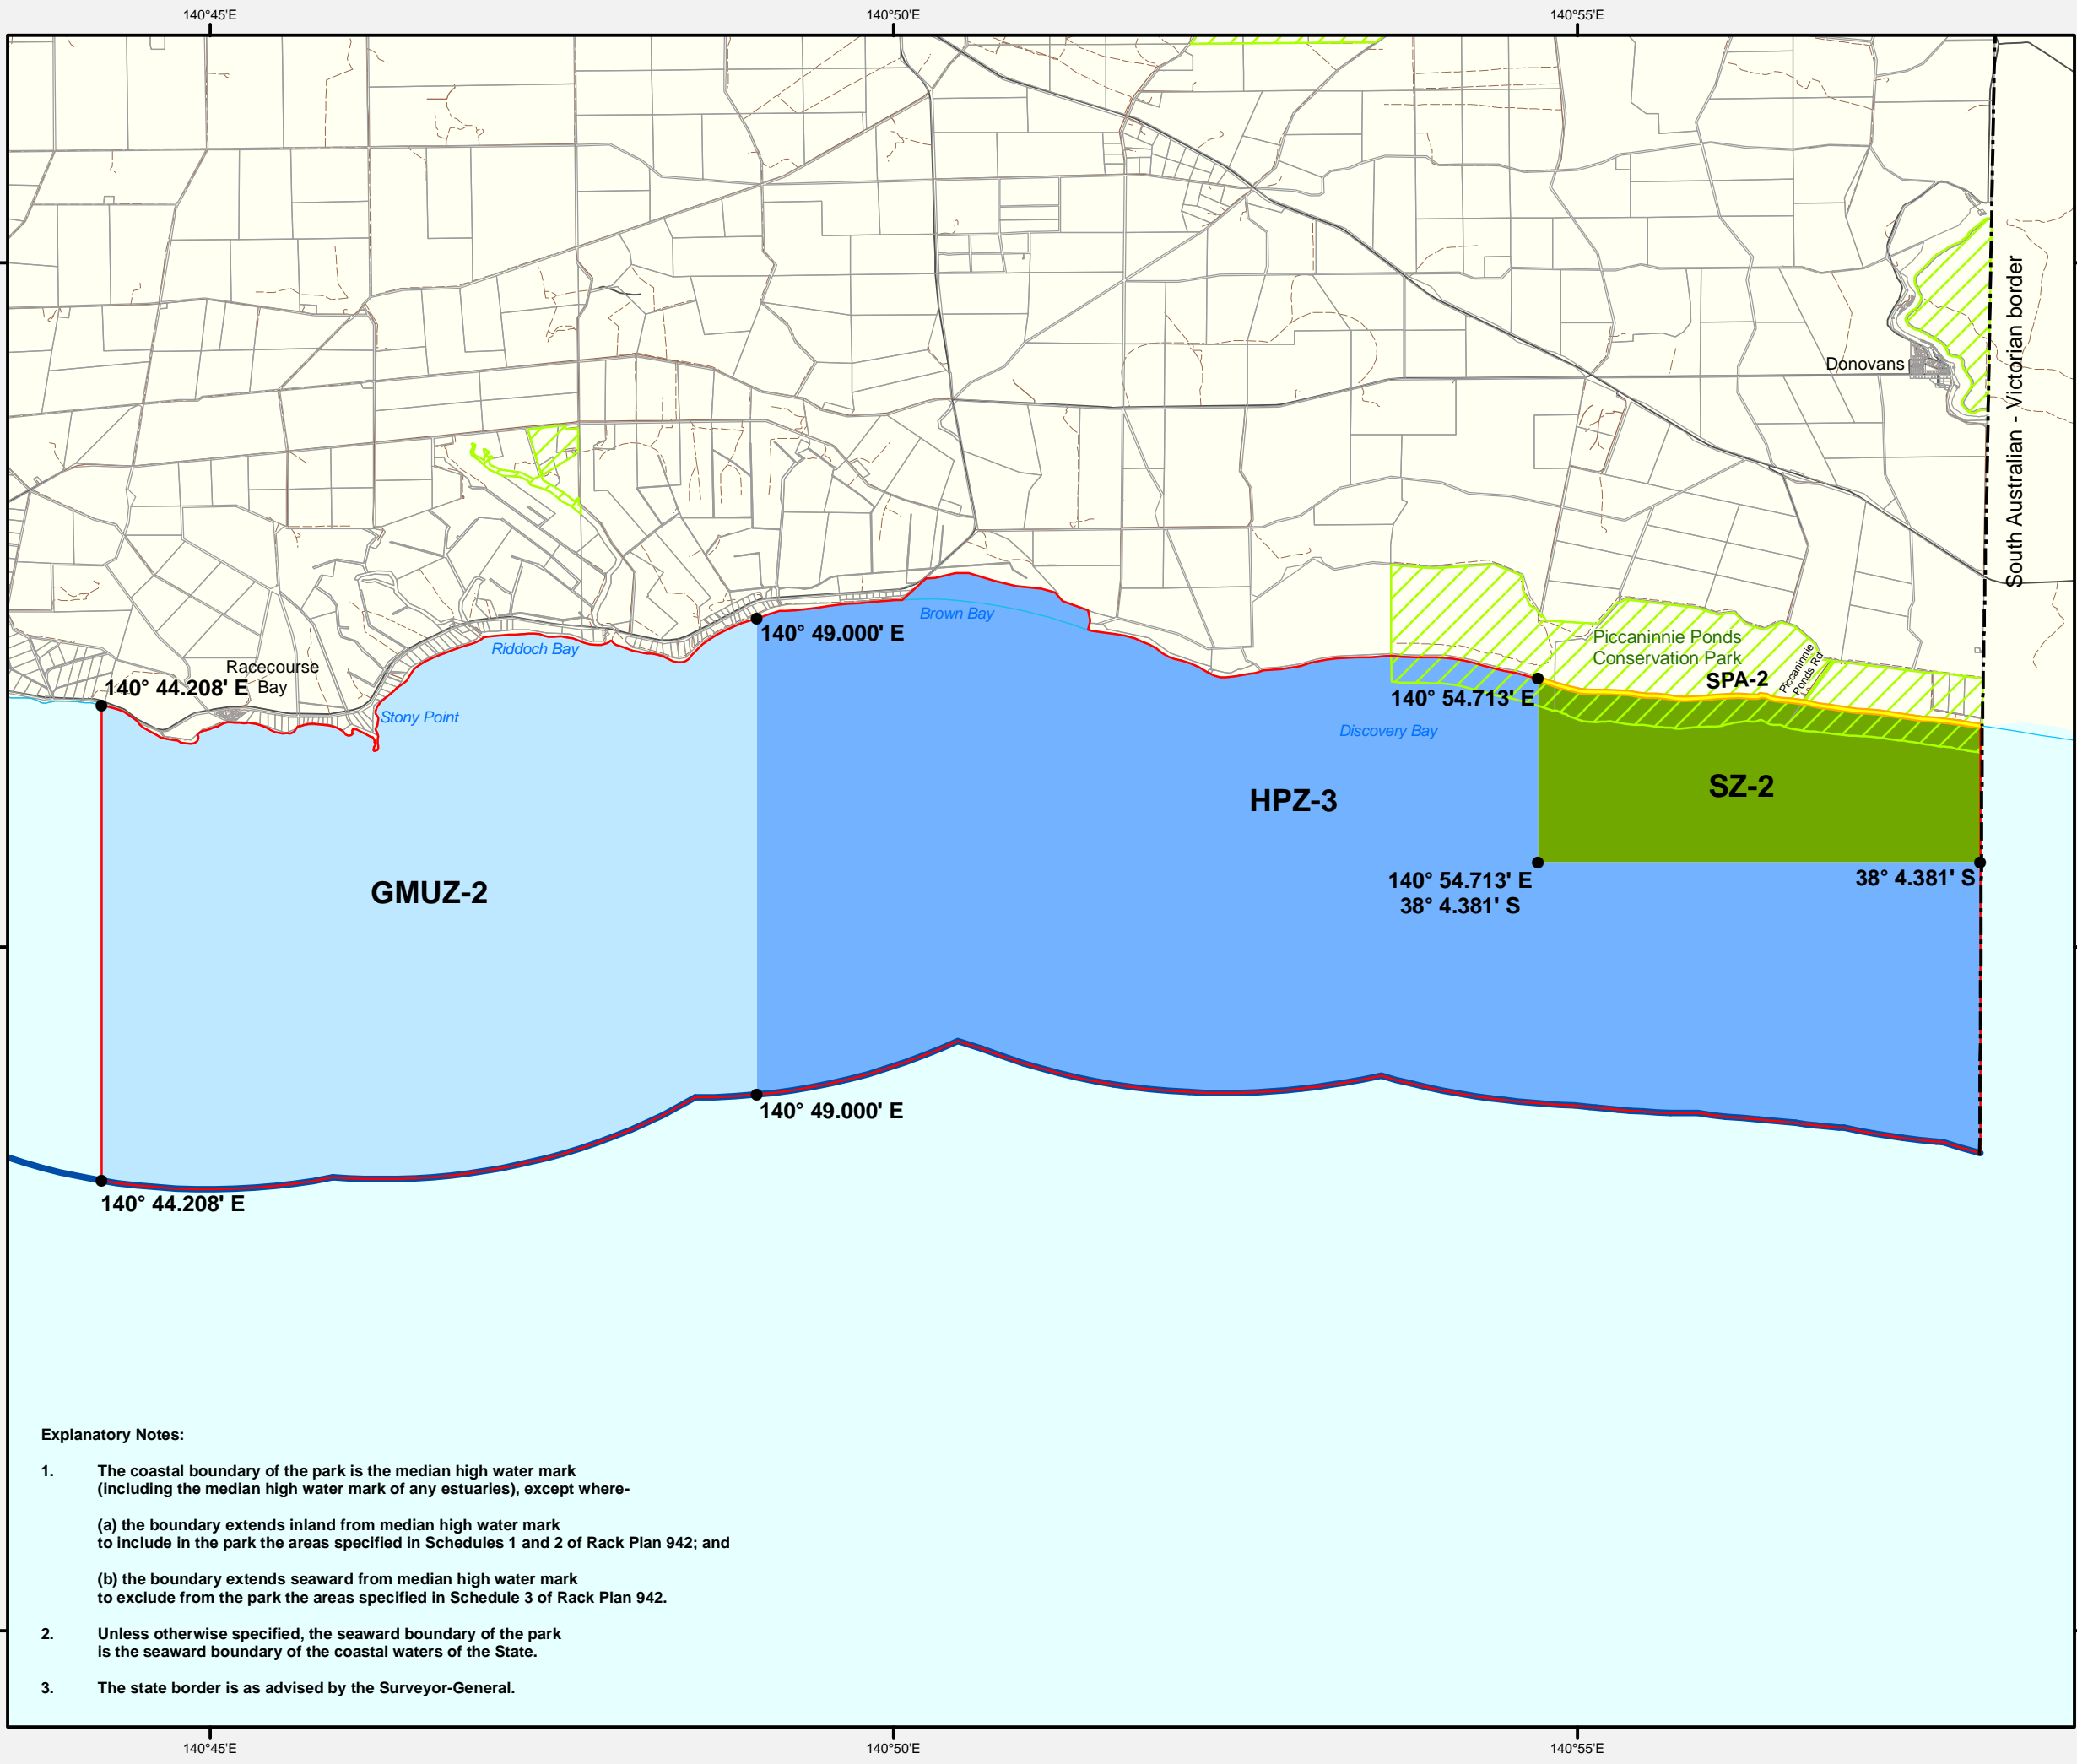 140°45'E
140°50'E
140°55'E
South Australian - Victorian border
Donovans
Brown Bay
140° 49.000' E
Riddoch Bay
Racecourse
Bay
140° 44.208' E
Stony Point
Piccaninnie Ponds
Conservation Park
Piccaninnie
Ponds Rd
SPA-2
140° 54.713' E
Discovery Bay
HPZ-3
SZ-2
GMUZ-2
140° 54.713' E
38° 4.381' S
38° 4.381' S
140° 49.000' E
140° 44.208' E
Explanatory Notes:
1. The coastal boundary of the park is the median high water mark
(including the median high water mark of any estuaries), except where-
(a) the boundary extends inland from median high water mark
to include in the park the areas specified in Schedules 1 and 2 of Rack Plan 942; and
(b) the boundary extends seaward from median high water mark
to exclude from the park the areas specified in Schedule 3 of Rack Plan 942.
2. Unless otherwise specified, the seaward boundary of the park
is the seaward boundary of the coastal waters of the State.
3. The state border is as advised by the Surveyor-General.
140°45'E
140°50'E
140°55'E